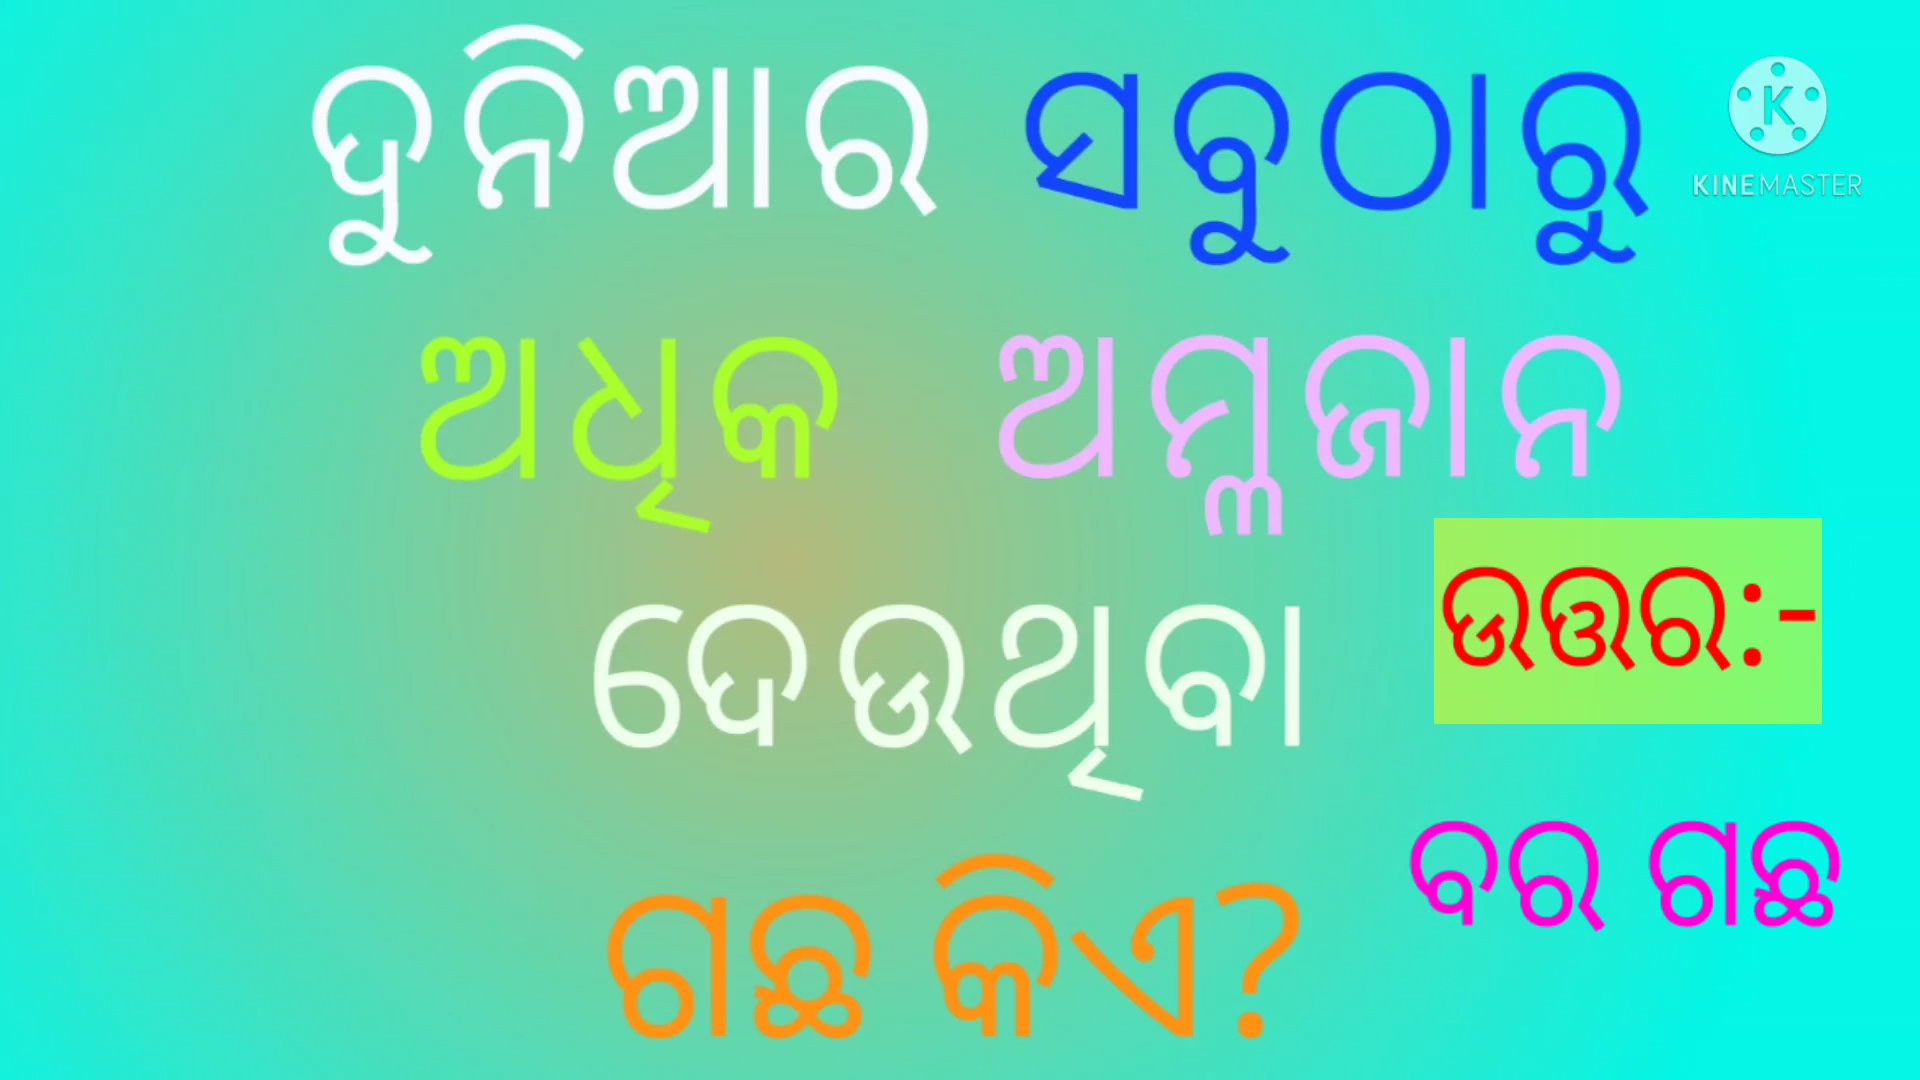 ଦୁନିଆର ସବୁଠାରୁ
ଅଧିକ ଅମ୍ଳଜାନ
ଦେଉଥିବା
ଗଛ କିଏ?
ଉତ୍ତର:-
ବର ଗଛ
KINEMASTER